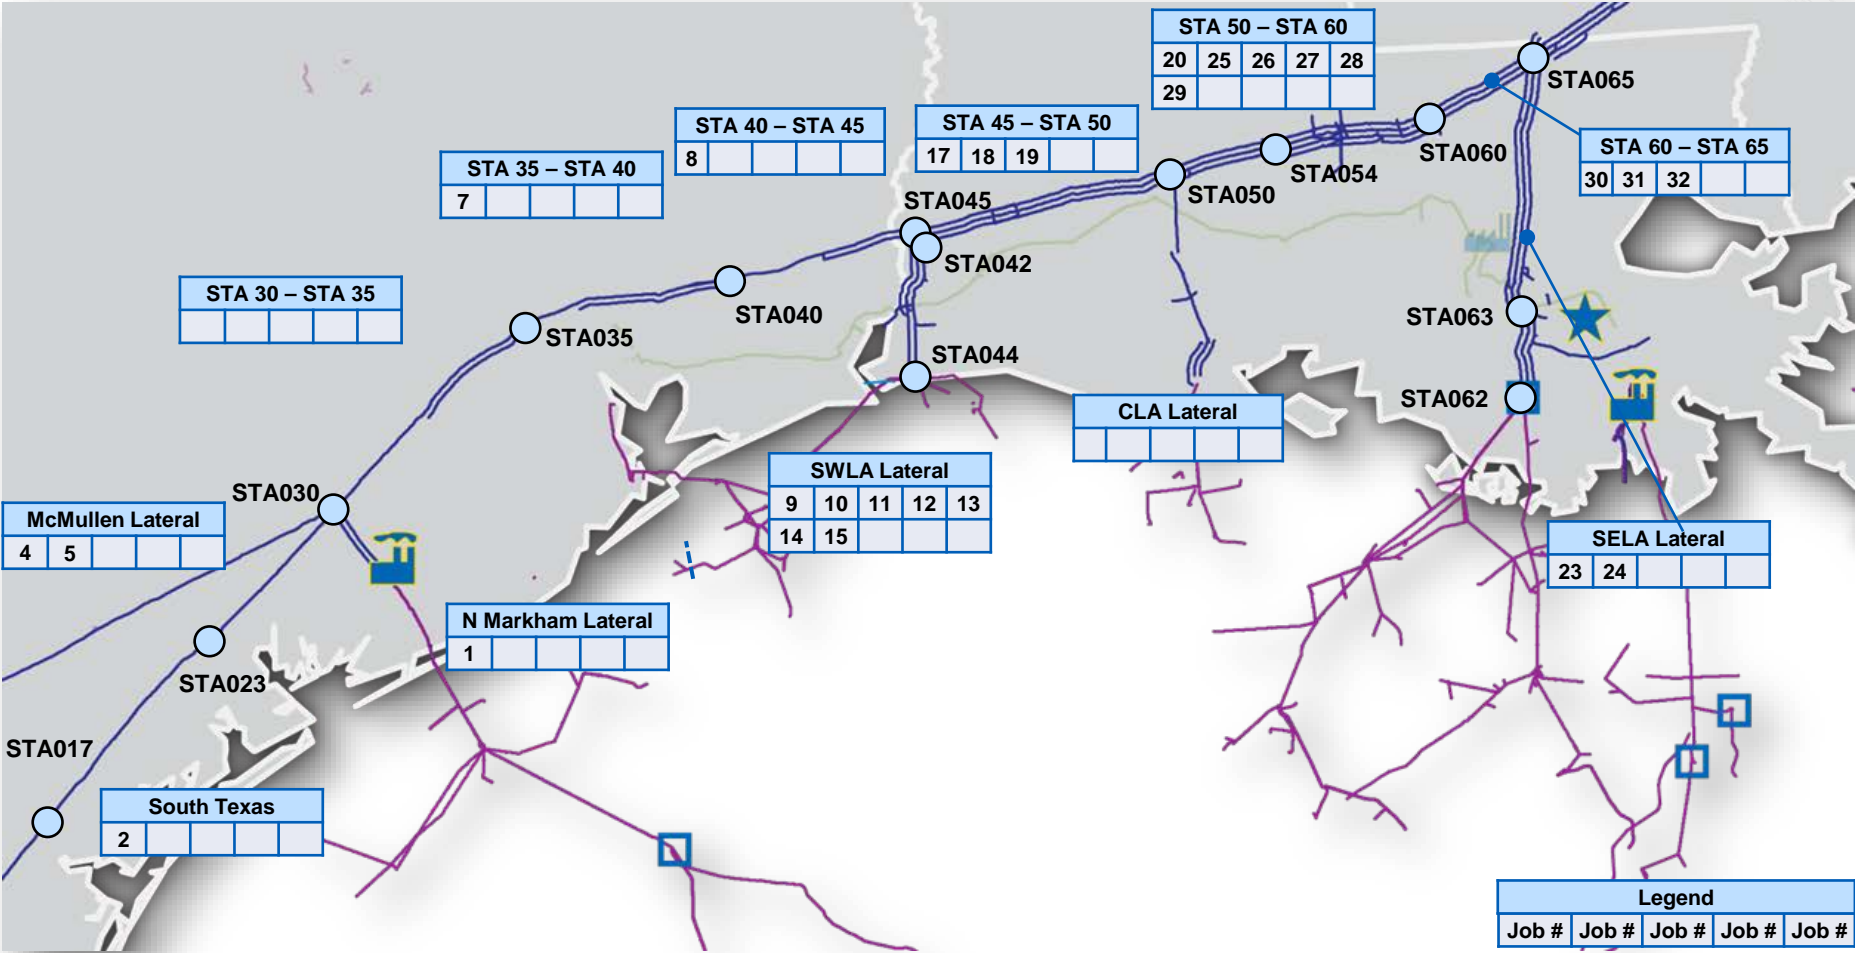 STA 50 – STA 60
20 25 26 27 28
29
STA065
STA 40 – STA 45
8
STA 45 – STA 50
17 18 19
STA060
STA 60 – STA 65
30 31 32
STA 35 – STA 40
7
STA054
STA050
STA045
STA042
STA 30 – STA 35
STA040
STA035
STA063
STA044
STA062
CLA Lateral
SWLA Lateral
9 10 11 12 13
14 15
STA030
McMullen Lateral
4 5
SELA Lateral
23 24
N Markham Lateral
1
STA023
STA017
South Texas
2
Legend
Job # Job # Job # Job # Job #